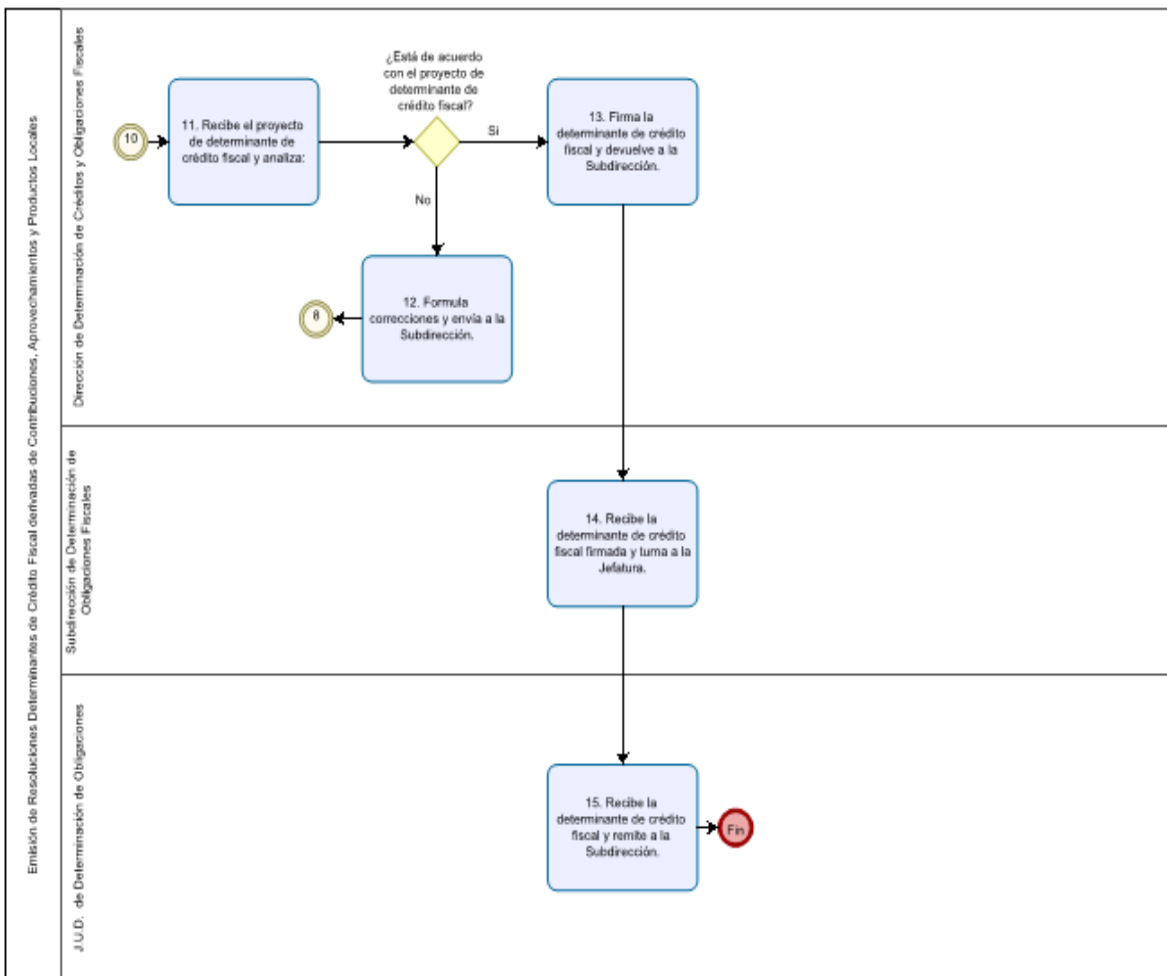 Emisión de Resoluciones Determinantes de Crédito Fiscal derivadas de Contribuciones, Aprovechamientos y Productos Locales
Dirección de Determinación de Créditos y Obligaciones Fiscales
10
11. Recibe el proyecto
de determinante de
crédito fiscal y analiza:
¿Está de acuerdo
con el proyecto de
determinante de
crédito fiscal?
Si
No
13. Firma la
determinante de crédito
fiscal y devuelve a la
Subdirección.
8
12. Formula
correcciones y envía a la
Subdirección.
Subdirección de Determinación de
Obligaciones Fiscales
14. Recibe la
determinante de crédito
fiscal firmada y turna a la
Jefatura.
J.U.D. de Determinación de Obligaciones
15. Recibe la
determinante de crédito
fiscal y remite a la
Subdirección.
Fin